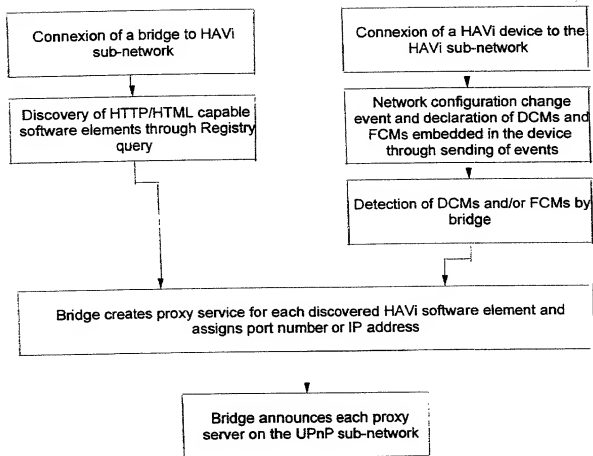 Connexion of a bridge to HAVi
sub-network
Discovery of HTTP/HTML capable
software elements through Registry
query
Connexion of a HAVi device to the
HAVi sub-network
Network configuration change
event and declaration of DCMs and
FCMs embedded in the device
through sending of events
Detection of DCMs and/or FCMs by
bridge
Bridge creates proxy service for each discovered HAVi software element and
assigns port number or IP address
Bridge announces each proxy
server on the UPnP sub-network